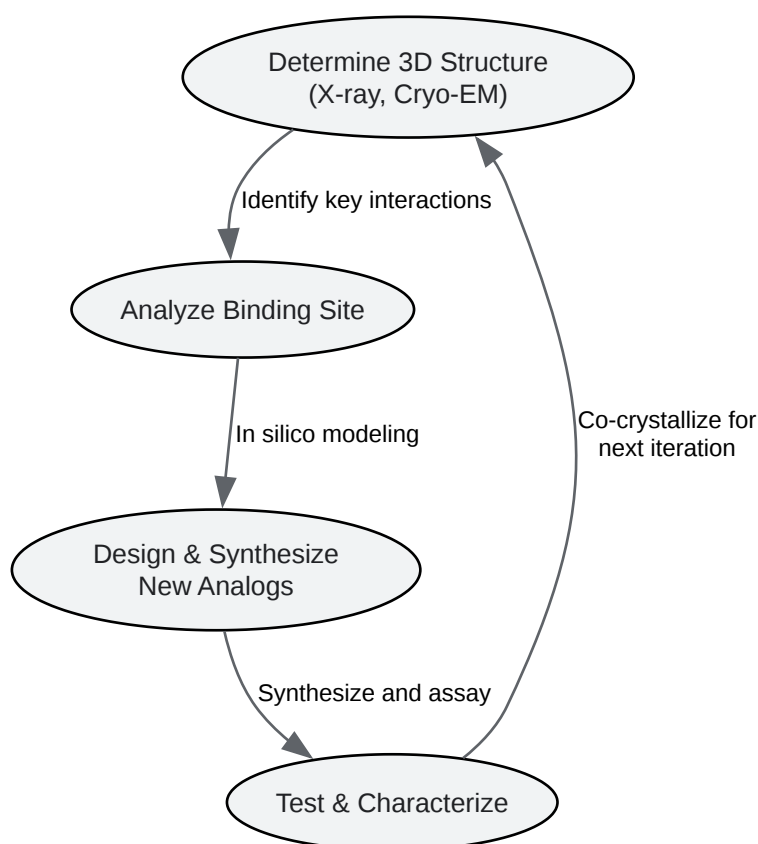 Determine 3D Structure
(X-ray, Cryo-EM)
Identify key interactions
Analyze Binding Site
In silico modeling
Co-crystallize for
next iteration
Design & Synthesize
New Analogs
Synthesize and assay
Test & Characterize